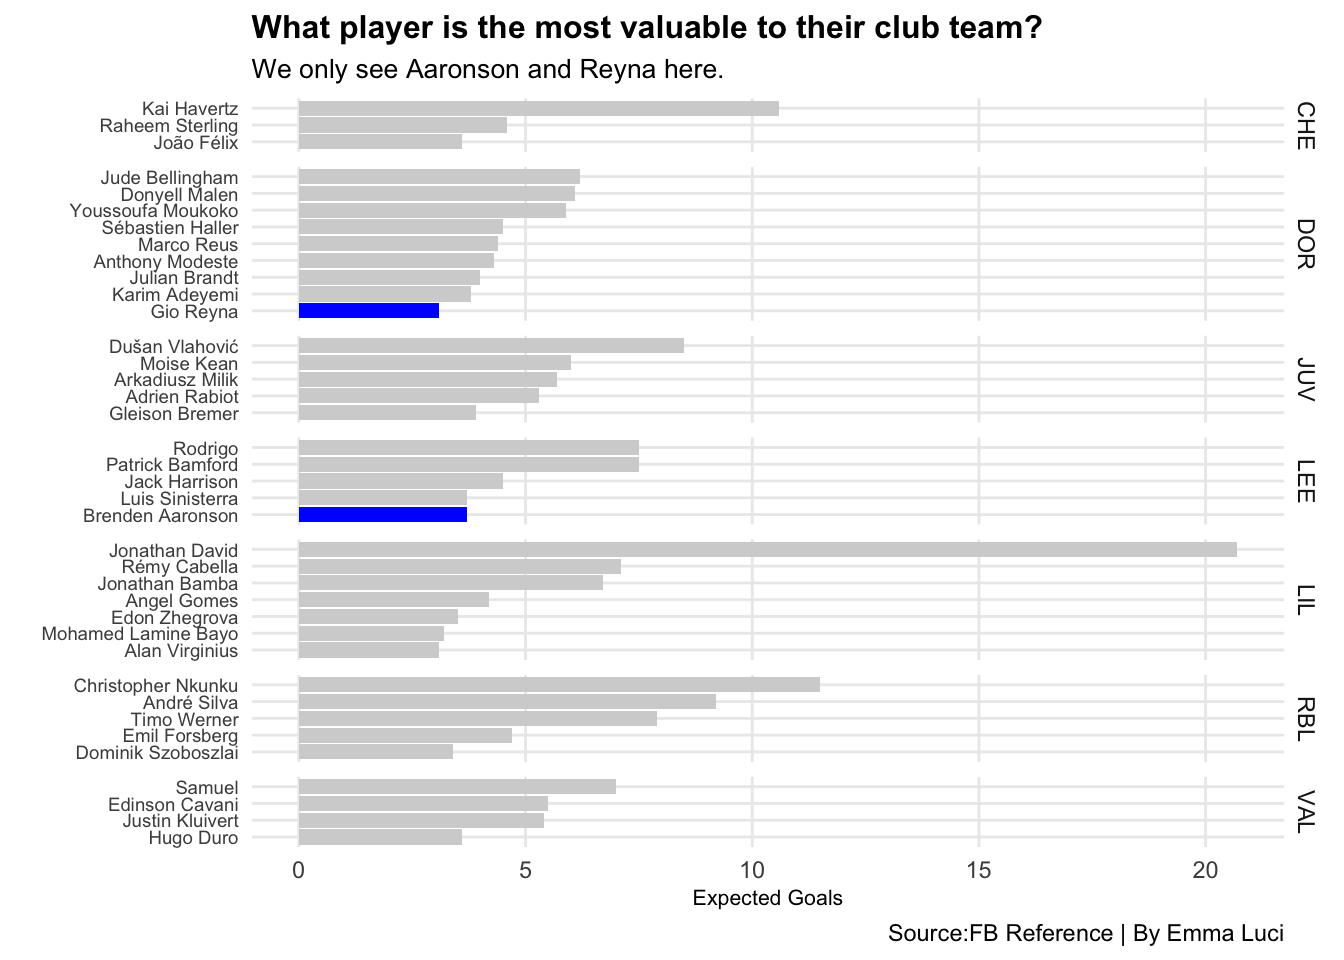 What player is the most valuable to their club team?
We only see Aaronson and Reyna here.
Kai Havertz
Raheem Sterling
João Félix
CHE
Jude Bellingham
Donyell Malen
Youssoufa Moukoko
Sébastien Haller
Marco Reus
Anthony Modeste
Julian Brandt
Karim Adeyemi
Gio Reyna
DOR
Dušan Vlahović
Moise Kean
Arkadiusz Milik
Adrien Rabiot
Gleison Bremer
JUV
Rodrigo
Patrick Bamford
Jack Harrison
Luis Sinisterra
Brenden Aaronson
LEE
Jonathan David
Rémy Cabella
Jonathan Bamba
Angel Gomes
Edon Zhegrova
Mohamed Lamine Bayo
Alan Virginius
LIL
Christopher Nkunku
André Silva
Timo Werner
Emil Forsberg
Dominik Szoboszlai
RBL
Samuel
Edinson Cavani
Justin Kluivert
Hugo Duro
VAL
0 5 10 15 20
Expected Goals
Source:FB Reference | By Emma Luci